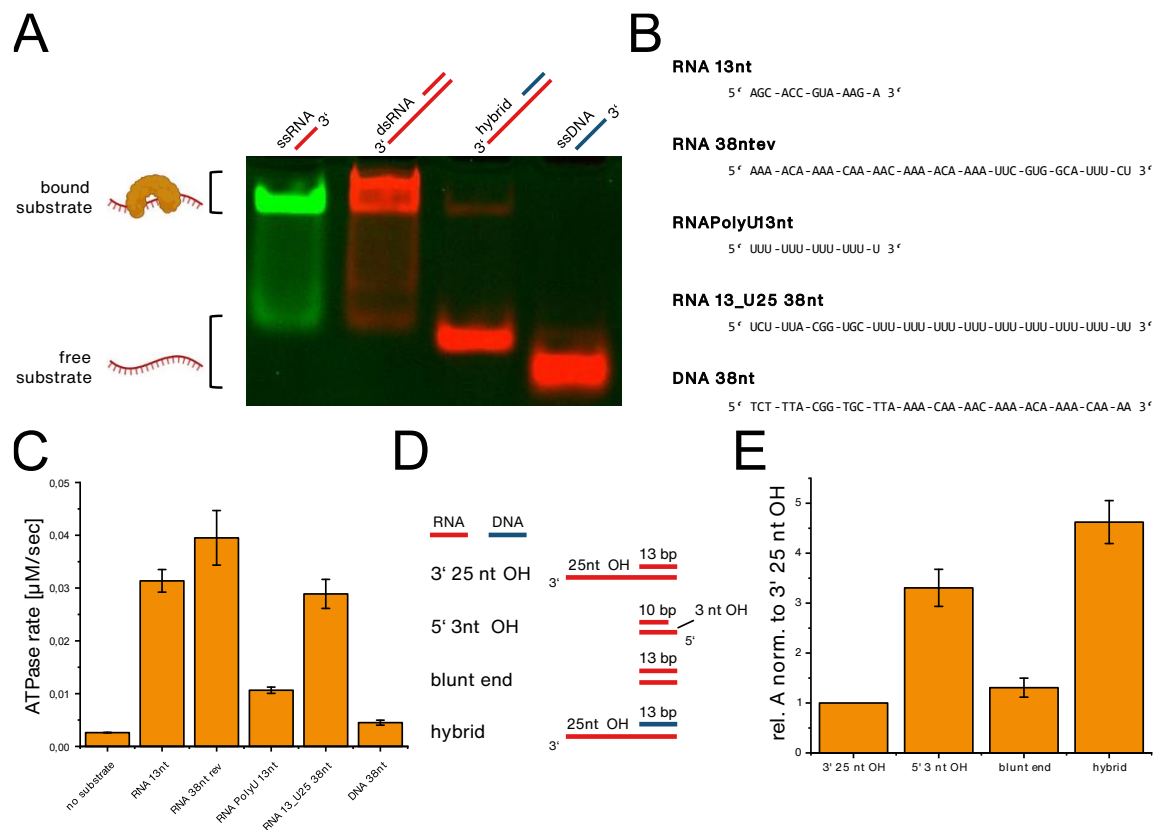 A
ssRNA
3‘
3‘
dsRNA
3‘
hybrid
ssDNA
3‘
bound
substrate
free
substrate
B
RNA 13nt
5‘ AGC-ACC-GUA-AAG-A 3‘
RNA 38ntev
5‘ AAA-ACA-AAA-CAA-AAC-AAA-ACA-AAA-UUC-GUG-GCA-UUU-CU 3‘
RNAPolyU13nt
5‘ UUU-UUU-UUU-UUU-U 3‘
RNA 13_U25 38nt
5‘ UCU-UUA-CGG-UGC-UUU-UUU-UUU-UUU-UUU-UUU-UUU-UUU-UU 3‘
DNA 38nt
5‘ TCT-TTA-CGG-TGC-TTA-AAA-CAA-AAC-AAA-ACA-AAA-CAA-AA 3‘
C
ATPase rate [µM/sec]
0,05
0,04
0,03
0,02
0,01
0,00
no substrate
RNA 13nt
RNA 38nt rev
RNA PolyU 13nt
RNA 13_U25 38nt
DNA 38nt
D
RNA DNA
3‘ 25 nt OH
25nt OH 13 bp
3‘
5‘ 3nt OH
10 bp 3 nt OH
5‘
blunt end
13 bp
hybrid
25nt OH 13 bp
3‘
E
rel. A norm. to 3' 25 nt OH
5
4
3
2
1
0
3' 25 nt OH
5' 3 nt OH
blunt end
hybrid